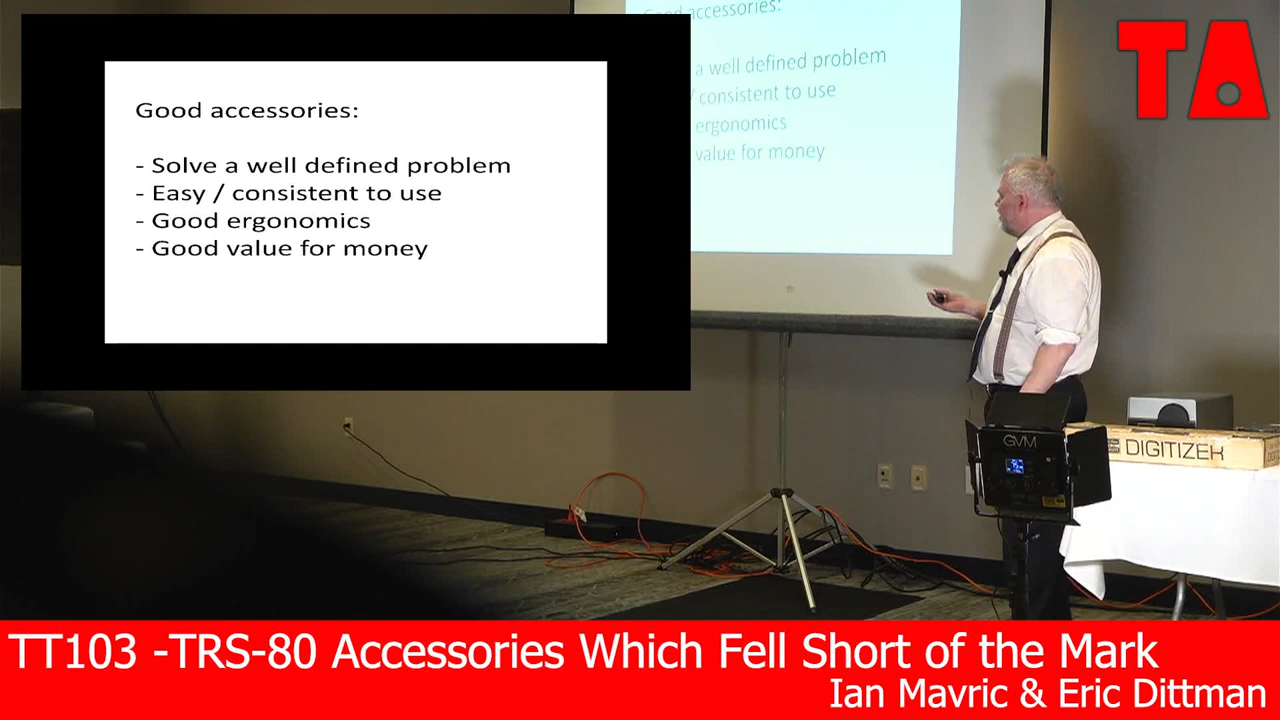 Good accessories:
- Solve a well defined problem
- Easy / consistent to use
- Good ergonomics
- Good value for money
Good accessories:
a well defined problem
/ consistent to use
ergonomics
value for money
TA
GVM
DIGITIZER
TT103 -TRS-80 Accessories Which Fell Short of the Mark
Ian Mavric & Eric Dittman